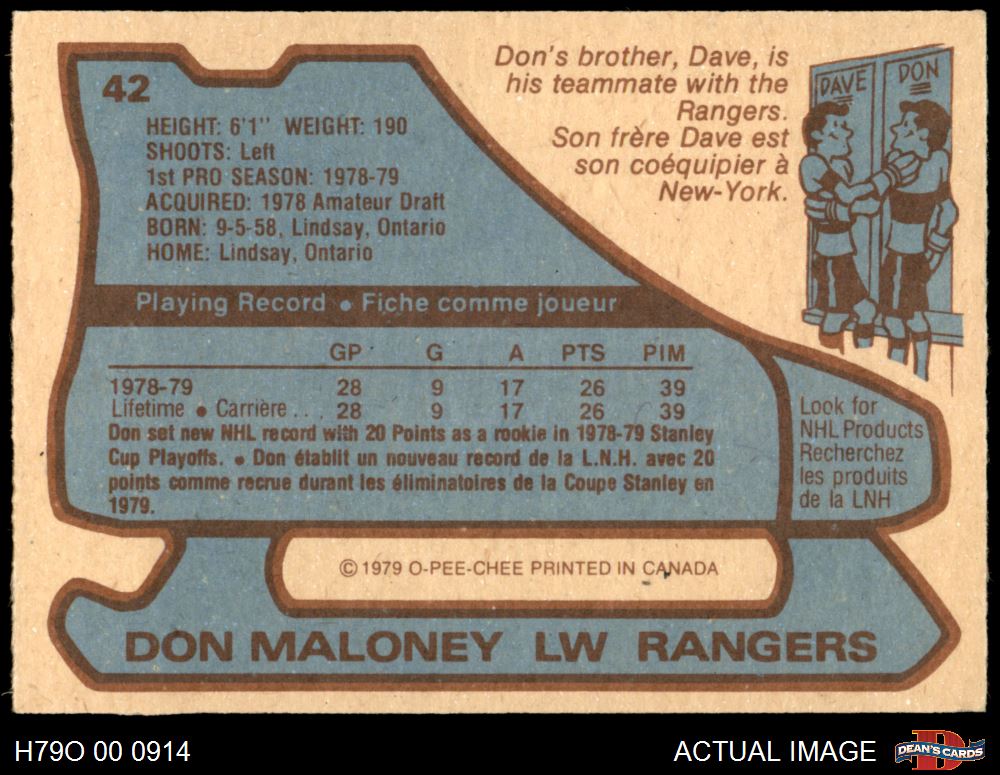 42
HEIGHT: 6'1" WEIGHT: 190
SHOOTS: Left
1st PRO SEASON: 1978-79
ACQUIRED: 1978 Amateur Draft
BORN: 9-5-58, Lindsay, Ontario
HOME: Lindsay, Ontario
Don's brother, Dave, is
his teammate with the
Rangers.
Son frère Dave est
son coéquipier à
New-York.
DAVE
DON
Playing Record • Fiche comme joueur
GP G A PTS PIM
1978-79 28 9 17 26 39
Lifetime • Carrière... 28 9 17 26 39
Don set new NHL record with 20 Points as a rookie in 1978-79 Stanley
Cup Playoffs. • Don établit un nouveau record de la L.N.H. avec 20
points comme recrue durant les éliminatoires de la Coupe Stanley en
1979.
Look for
NHL Products
Recherchez
les produits
de la LNH
© 1979 O-PEE-CHEE PRINTED IN CANADA
DON MALONEY LW RANGERS
H79O 00 0914
ACTUAL IMAGE
DEAN'S CARDS